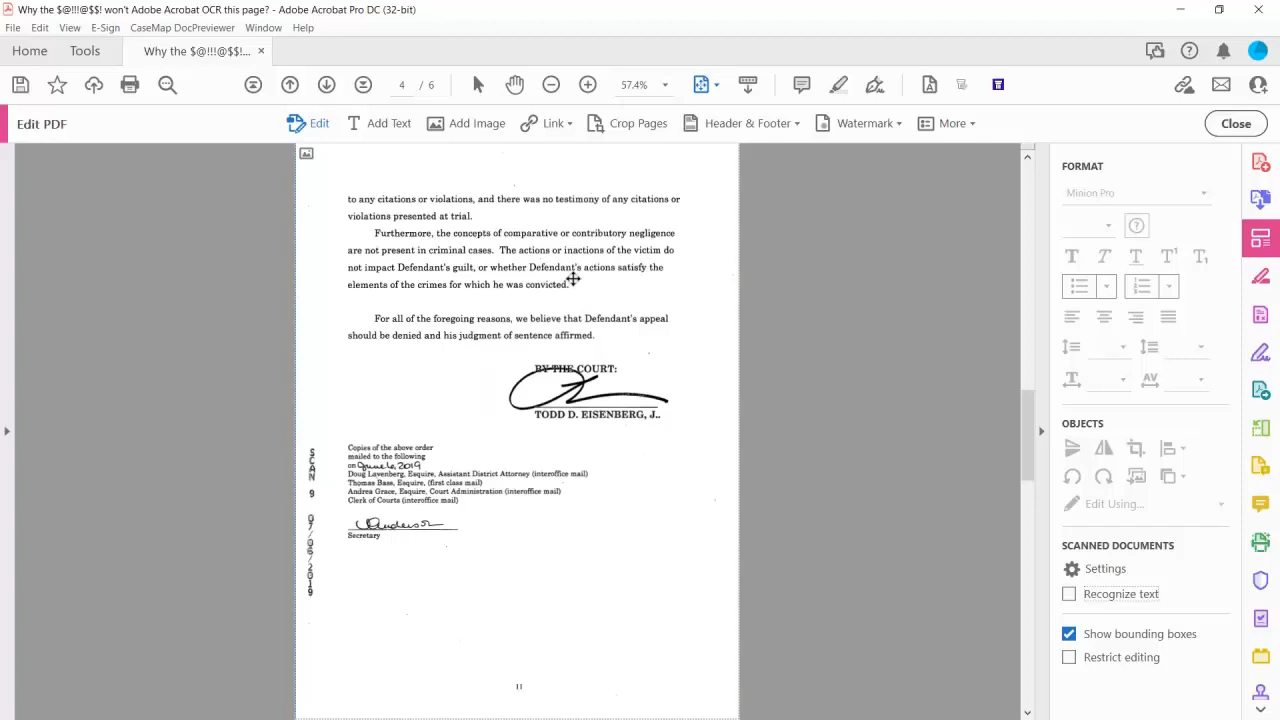 Why the $@!!!@$$! won't Adobe Acrobat OCR this page? - Adobe Acrobat Pro DC (32-bit)
File Edit View E-Sign CaseMap DocPreviewer Window Help
Home Tools Why the $@!!!@$$!... ×
4 / 6 57.4%
Edit PDF Edit Add Text Add Image Link Crop Pages Header & Footer Watermark More Close
to any citations or violations, and there was no testimony of any citations or
violations presented at trial.
Furthermore, the concepts of comparative or contributory negligence
are not present in criminal cases. The actions or inactions of the victim do
not impact Defendant's guilt, or whether Defendant's actions satisfy the
elements of the crimes for which he was convicted.
For all of the foregoing reasons, we believe that Defendant's appeal
should be denied and his judgment of sentence affirmed.
BY THE COURT:
TODD D. EISENBERG, J..
Copies of the above order
mailed to the following
on June 6, 2019
Doug Lavenberg, Esquire, Assistant District Attorney (interoffice mail)
Thomas Bass, Esquire, (first class mail)
Andrea Grace, Esquire, Court Administration (interoffice mail)
Clerk of Courts (interoffice mail)
Secretary
SCAN 9 07/06/2019
11
FORMAT
Minion Pro
OBJECTS
Edit Using...
SCANNED DOCUMENTS
Settings
Recognize text
Show bounding boxes
Restrict editing